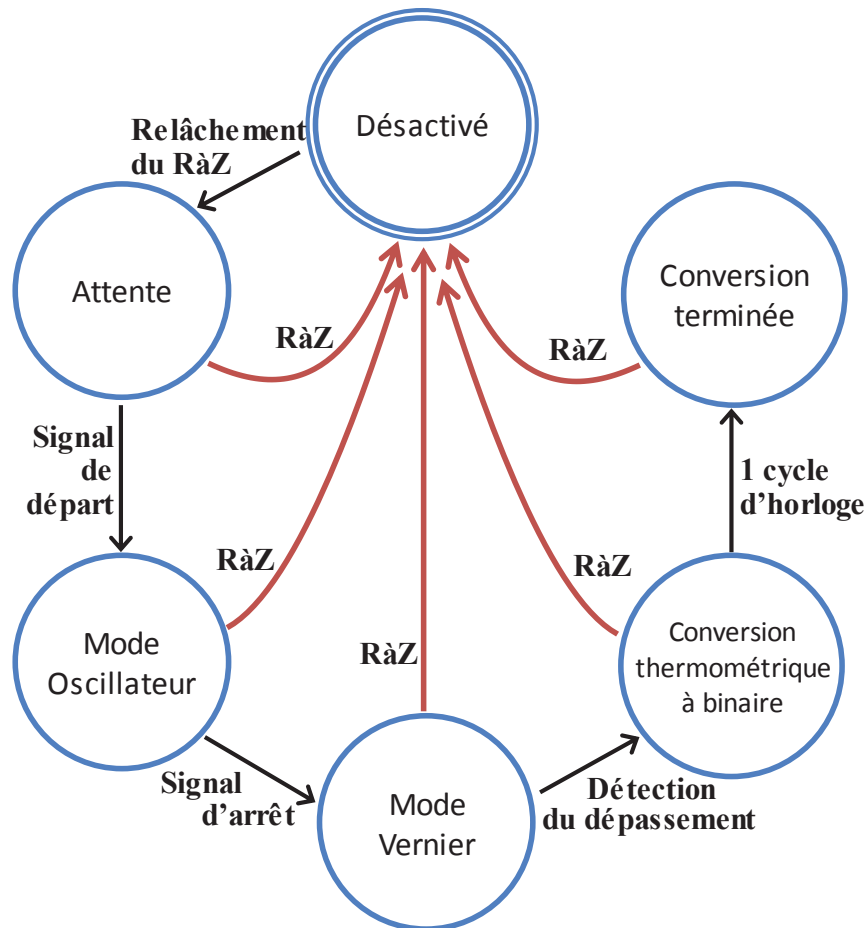 Désactivé
Relâchement
du RàZ
Attente
Conversion
terminée
RàZ
RàZ
Signal
de
départ
1 cycle
d'horloge
RàZ
RàZ
Mode
Oscillateur
RàZ
Conversion
thermométrique
à binaire
Signal
d'arrêt
Mode
Vernier
Détection
du dépassement